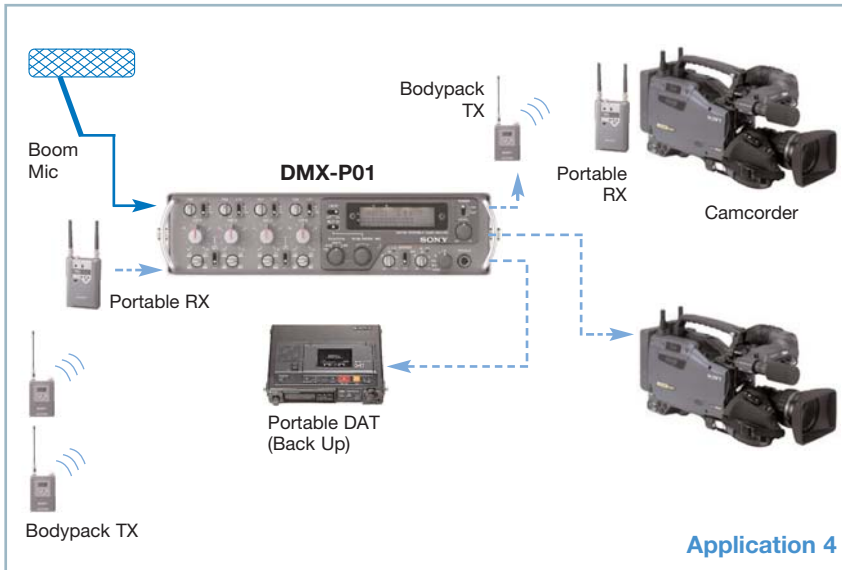 Bodypack
TX
Boom
Mic
DMX-P01
Portable
RX
Camcorder
SONY
Portable RX
Portable DAT
(Back Up)
Bodypack TX
Application 4